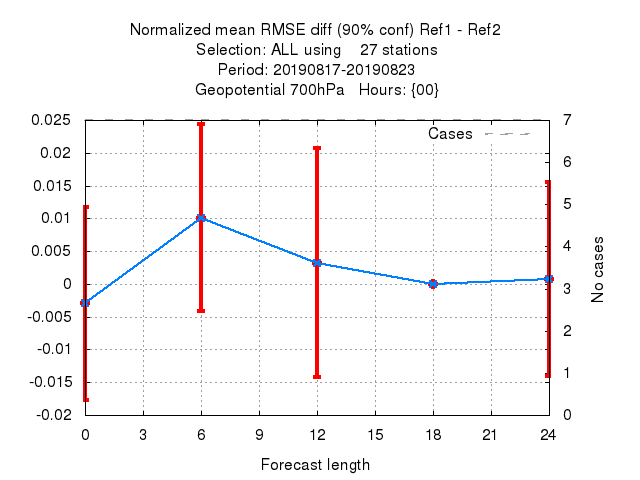 Normalized mean RMSE diff (90% conf) Ref1 - Ref2
Selection: ALL using    27 stations
Period: 20190817-20190823
Geopotential 700hPa   Hours: {00}
Cases
0.025
0.02
0.015
0.01
0.005
0
-0.005
-0.01
-0.015
-0.02
7
6
5
4
3
2
1
0
No cases
0 3 6 9 12 15 18 21 24
Forecast length